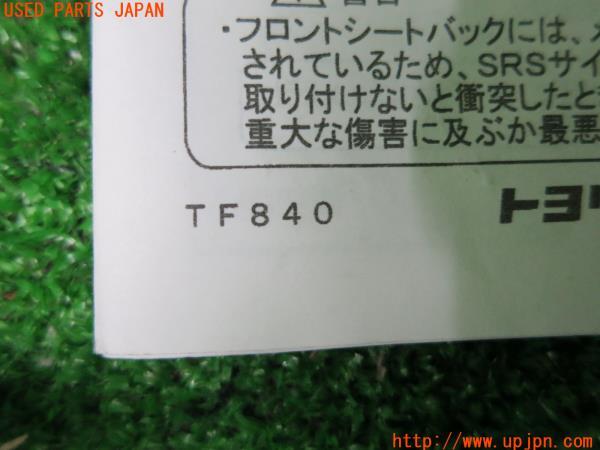 USED PARTS JAPAN
・フロントシートバックには、
されているため、SRSサイ
取り付けないと衝突したと
重大な傷害に及ぶか最悪
TF840
トヨ
http://www.upjpn.com